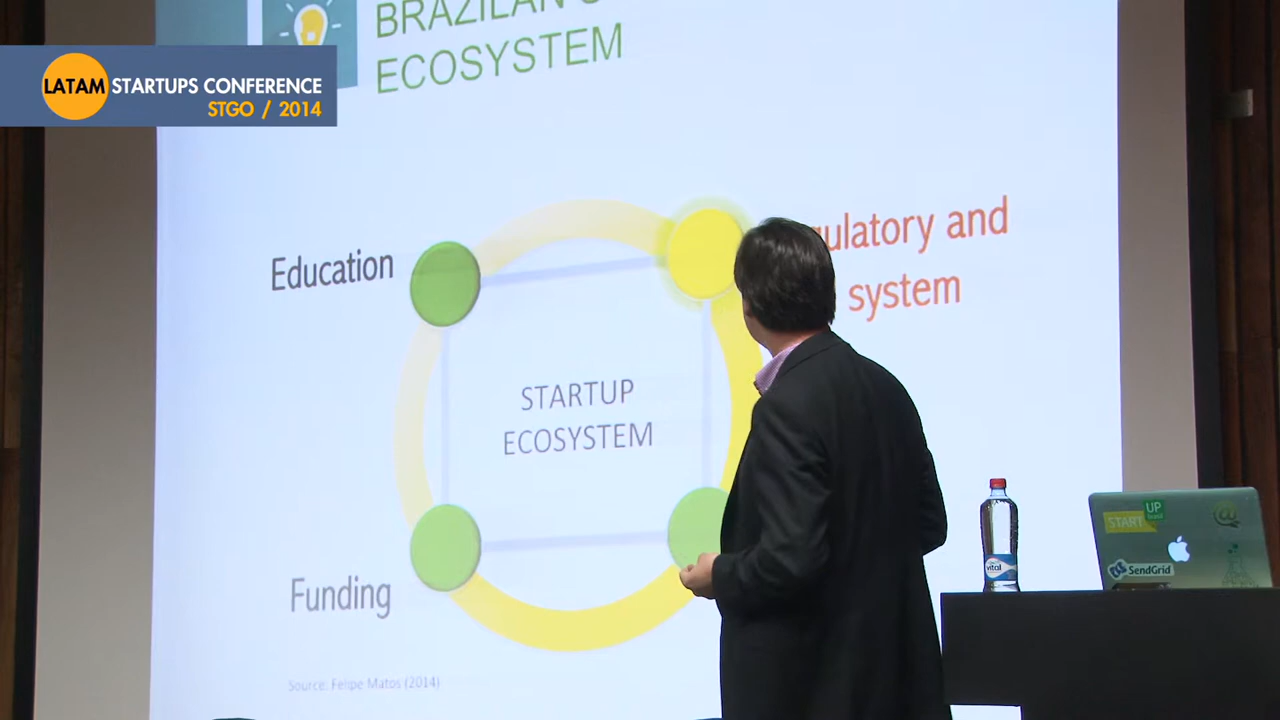 LATAM STARTUPS CONFERENCE
STGO / 2014
BRAZILAN
ECOSYSTEM
Education
ulatory and
system
STARTUP
ECOSYSTEM
Funding
Source: Felipe Matos (2014)
START
UP
SendGrid
vital